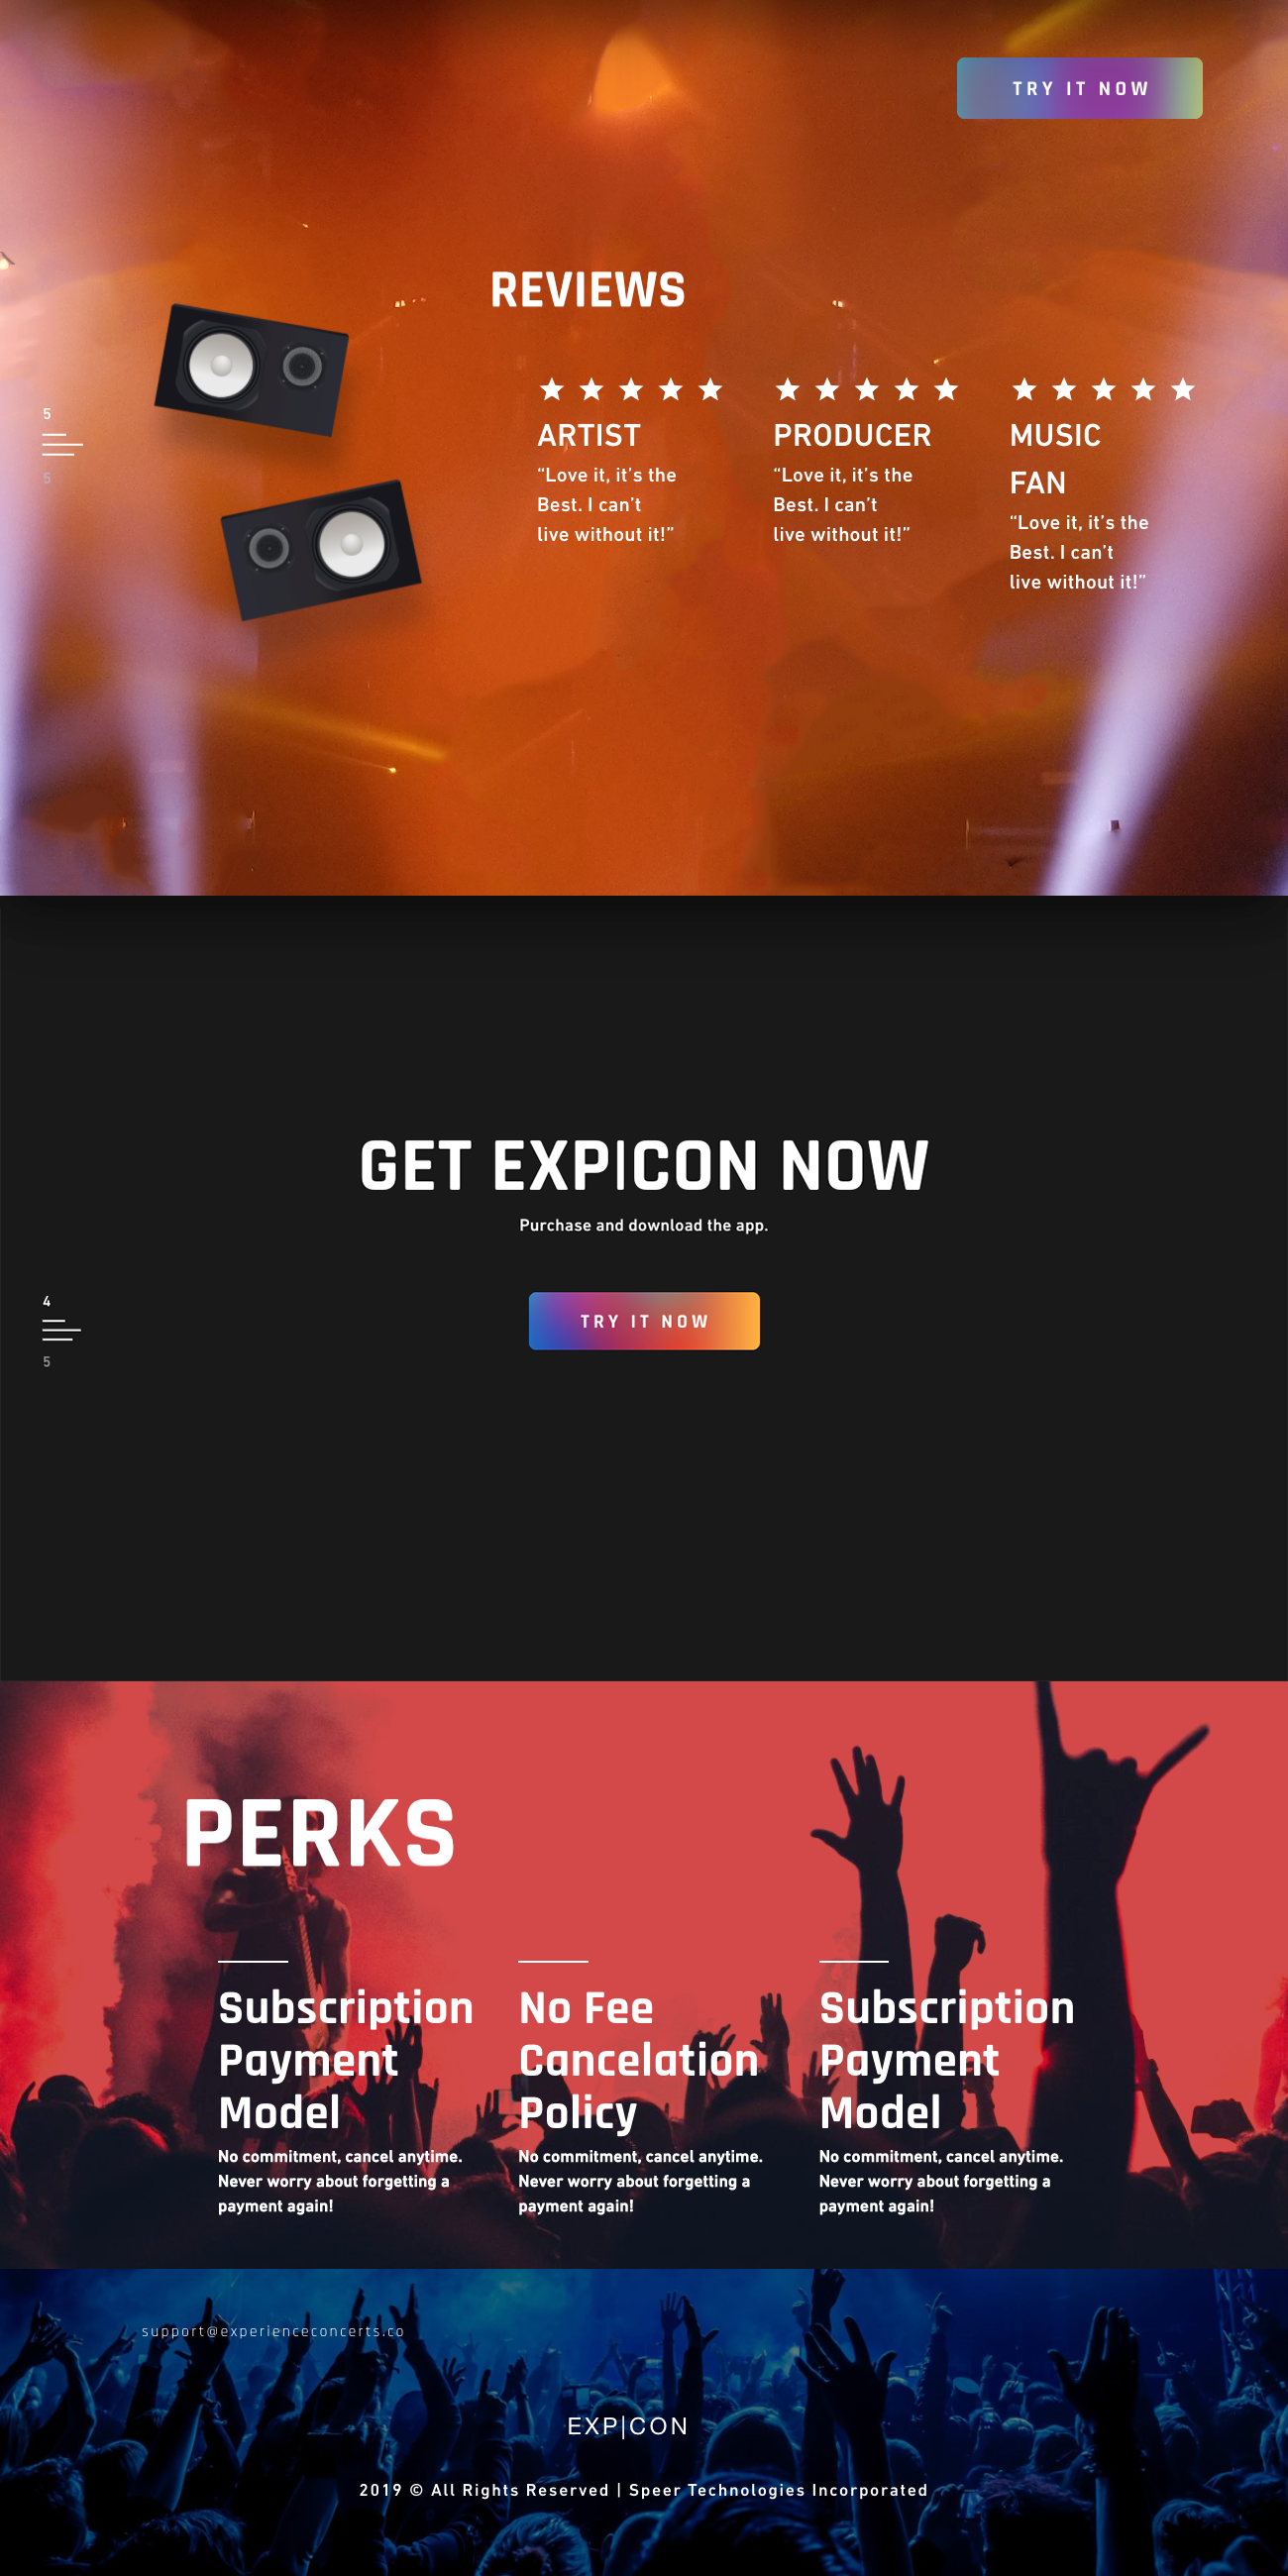 TRY IT NOW
REVIEWS
ARTIST
“Love it, it’s the
Best. I can’t
live without it!”
PRODUCER
“Love it, it’s the
Best. I can’t
live without it!”
MUSIC
FAN
“Love it, it’s the
Best. I can’t
live without it!”
5
5
GET EXP|CON NOW
Purchase and download the app.
TRY IT NOW
4
5
PERKS
Subscription
Payment
Model
No commitment, cancel anytime.
Never worry about forgetting a
payment again!
No Fee
Cancelation
Policy
No commitment, cancel anytime.
Never worry about forgetting a
payment again!
Subscription
Payment
Model
No commitment, cancel anytime.
Never worry about forgetting a
payment again!
support@experienceconcerts.co
EXP|CON
2019 © All Rights Reserved | Speer Technologies Incorporated